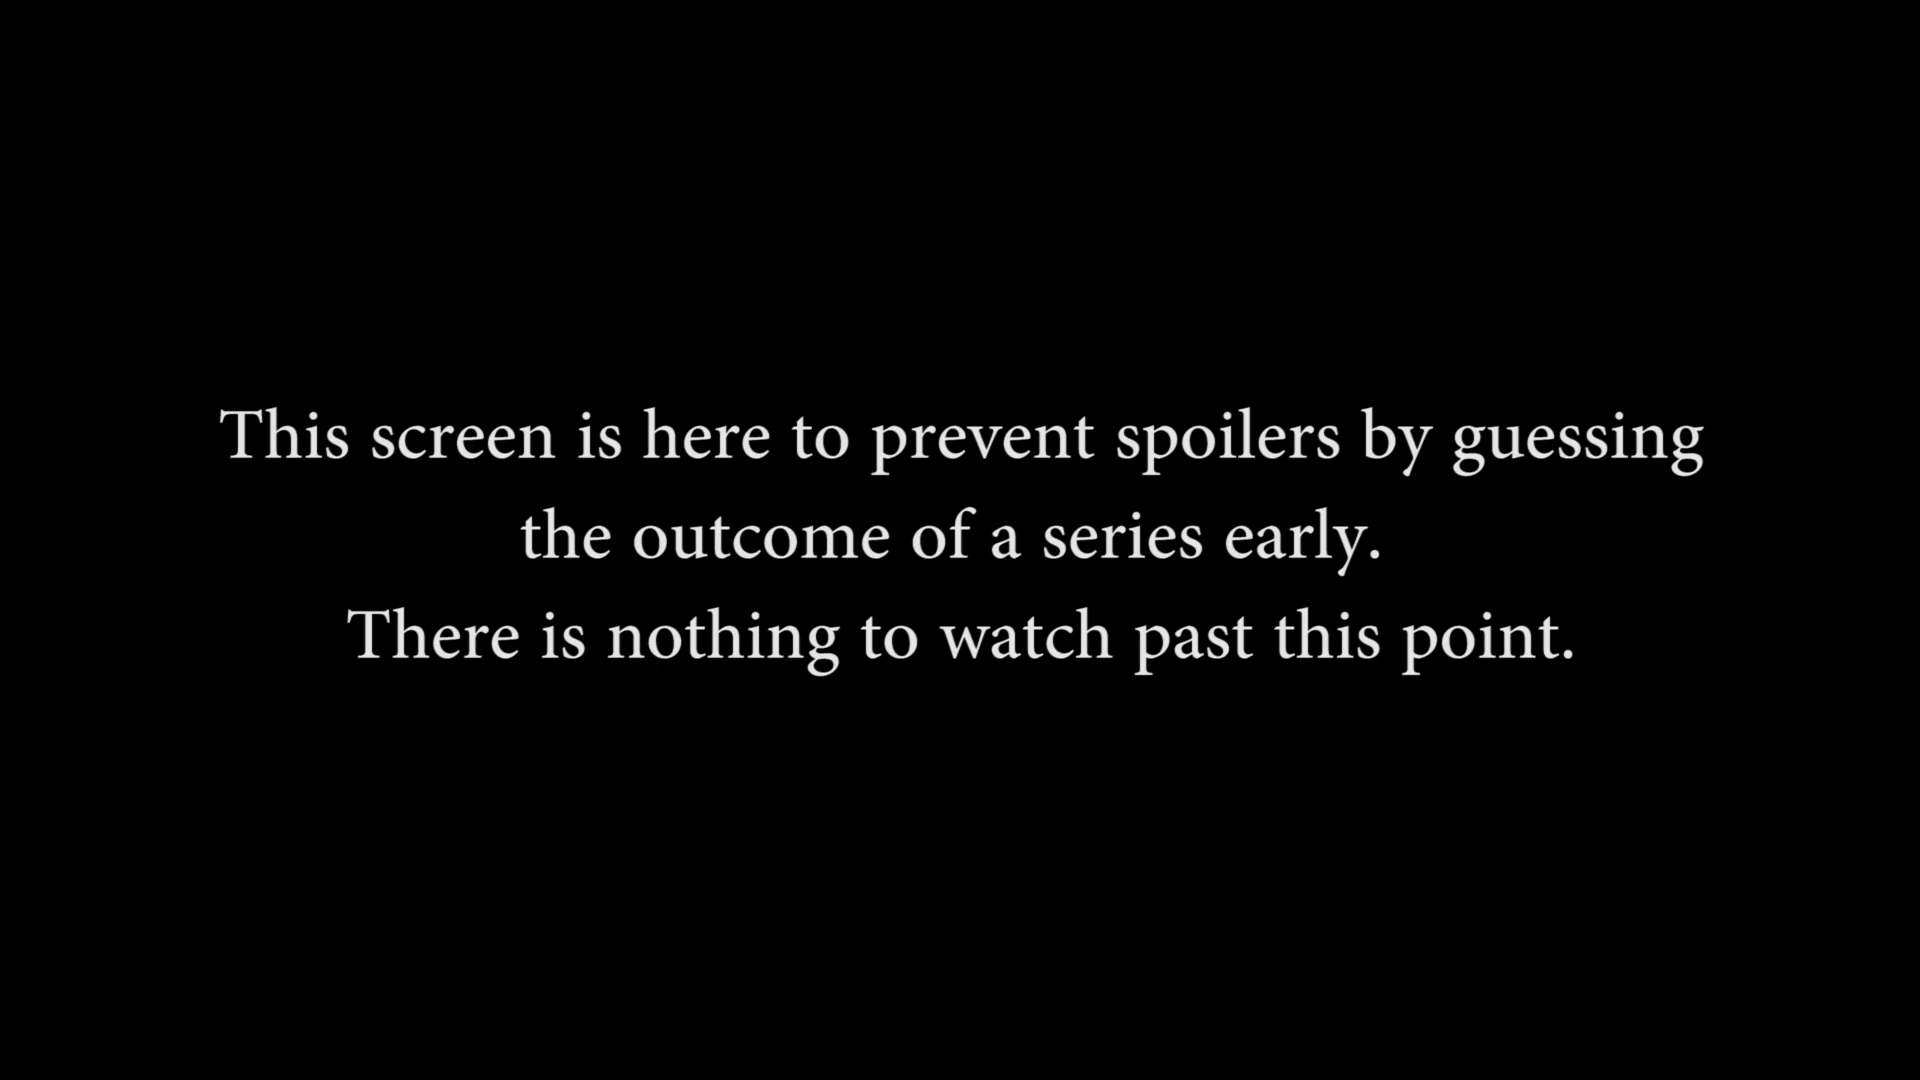 This screen is here to prevent spoilers by guessing
the outcome of a series early.
There is nothing to watch past this point.